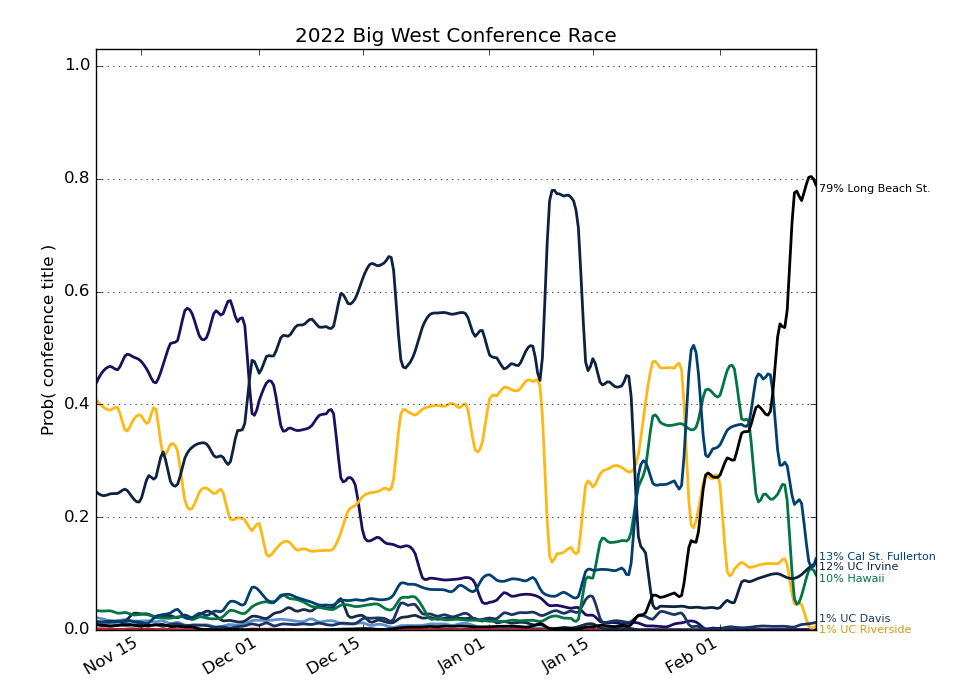 2022 Big West Conference Race
Prob( conference title )
1.0
0.8
0.6
0.4
0.2
0.0
79% Long Beach St.
13% Cal St. Fullerton
12% UC Irvine
10% Hawaii
1% UC Davis
1% UC Riverside
Nov 15
Dec 01
Dec 15
Jan 01
Jan 15
Feb 01